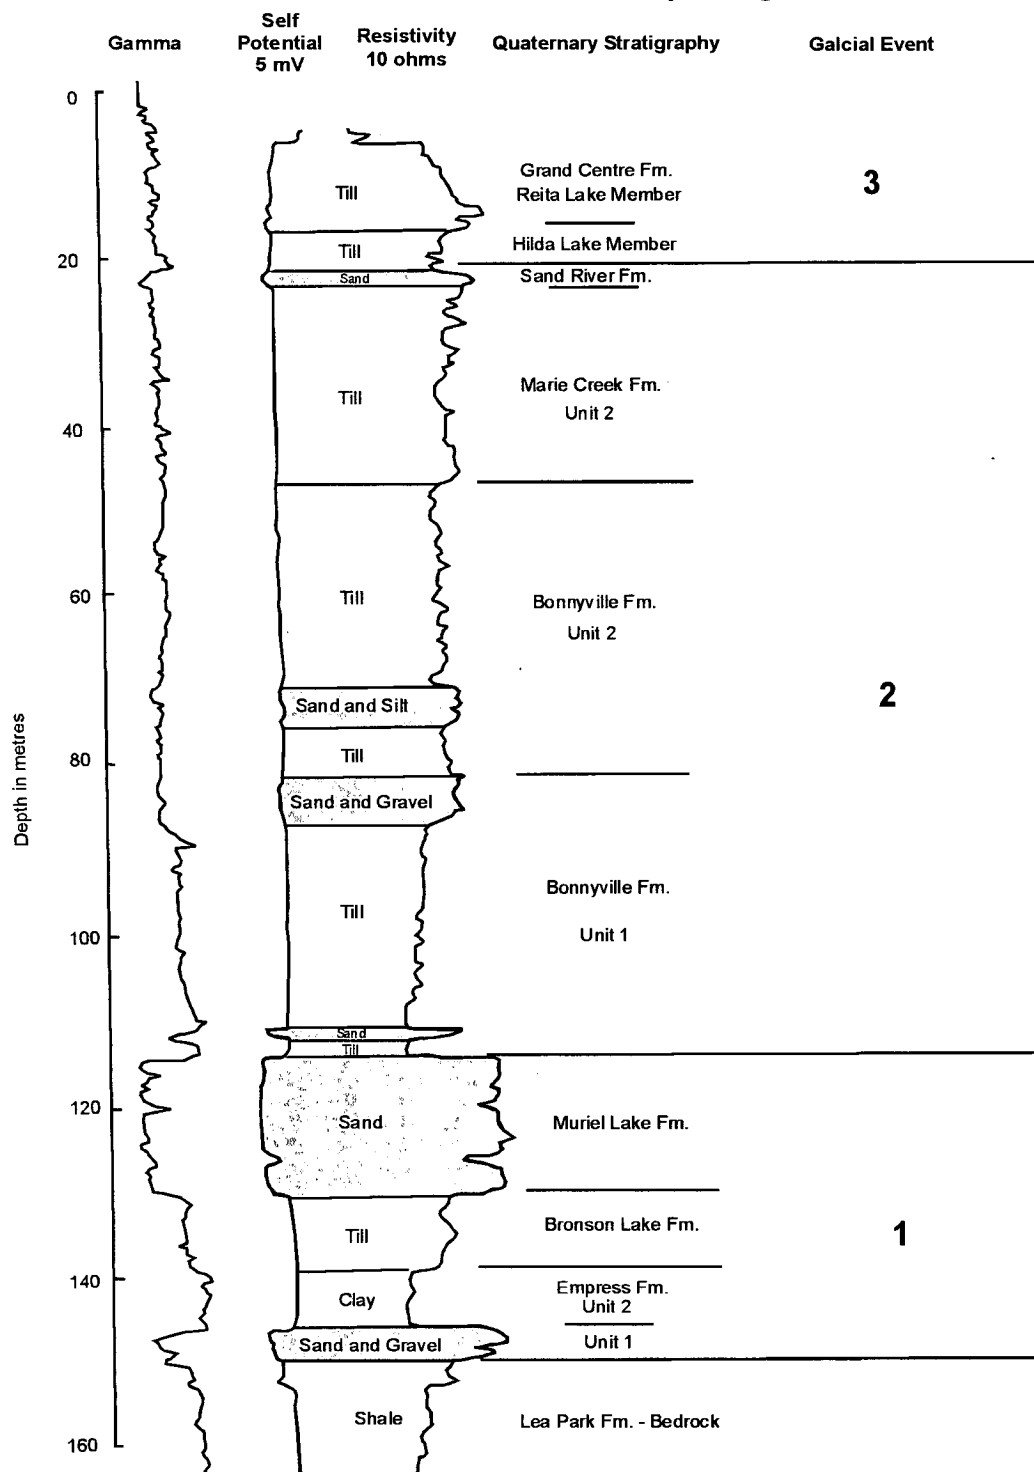 Gamma
Self
Potential
5 mV
Resistivity
10 ohms
Quaternary Stratigraphy
Galcial Event
Depth in metres
0
20
40
60
80
100
120
140
160
Till
Till
Sand
Till
Till
Sand and Silt
Till
Sand and Gravel
Till
Sand
Till
Sand
Till
Clay
Sand and Gravel
Shale
Grand Centre Fm.
Reita Lake Member
Hilda Lake Member
Sand River Fm.
Marie Creek Fm.
Unit 2
Bonnyville Fm.
Unit 2
Bonnyville Fm.
Unit 1
Muriel Lake Fm.
Bronson Lake Fm.
Empress Fm.
Unit 2
Unit 1
Lea Park Fm. - Bedrock
3
2
1